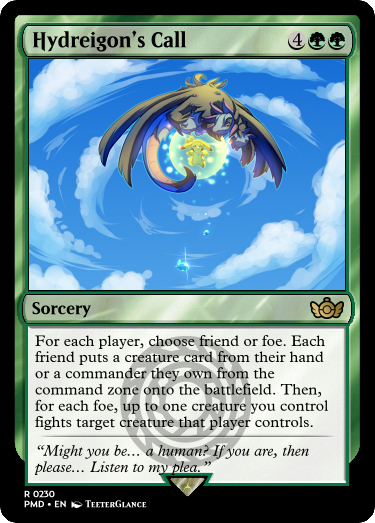 Hydreigon's Call 4
Sorcery
For each player, choose friend or foe. Each
friend puts a creature card from their hand
or a commander they own from the
command zone onto the battlefield. Then,
for each foe, up to one creature you control
fights target creature that player controls.
“Might you be… a human? If you are, then
please… Listen to my plea.”
R 0230
PMD • EN TeeterGlance